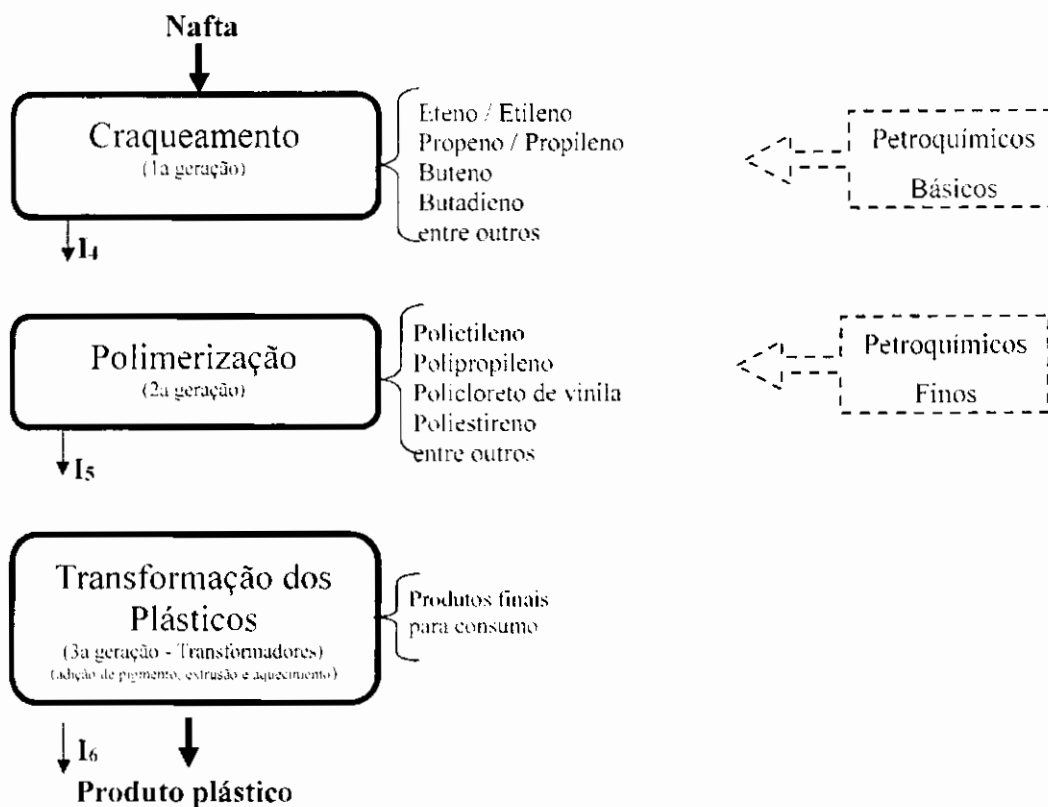 Nafta
Craqueamento
(1a geração)
Eteno / Etileno
Propeno / Propileno
Buteno
Butadieno
entre outros
Petroquímicos
Básicos
I4
Polimerização
(2a geração)
Polietileno
Polipropileno
Policloreto de vinila
Poliestireno
entre outros
Petroquímicos
Finos
I5
Transformação dos
Plásticos
(3a geração - Transformadores)
(adição de pigmento, extrusão e aquecimento)
Produtos finais
para consumo
I6
Produto plástico